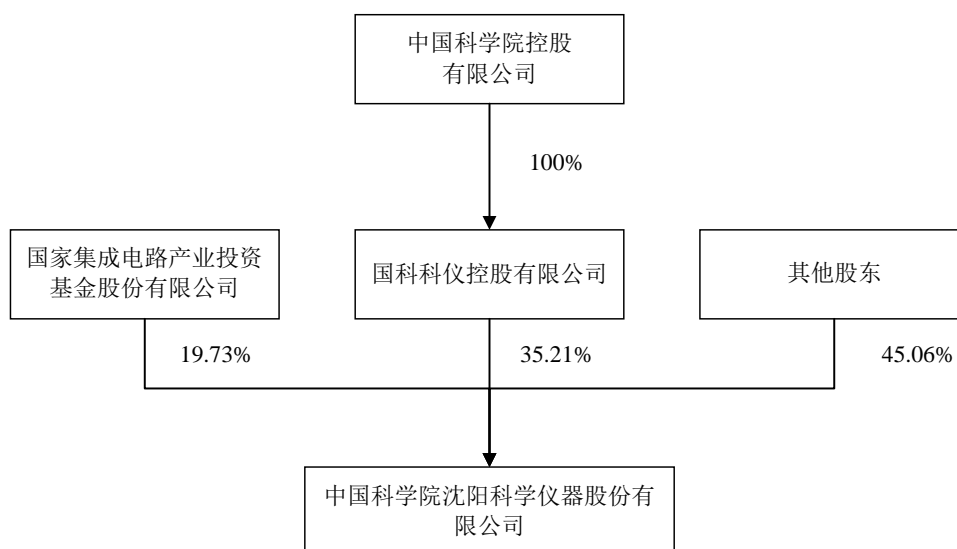 中国科学院控股
有限公司
100%
国家集成电路产业投资
基金股份有限公司
国科科仪控股有限公司
其他股东
19.73%
35.21%
45.06%
中国科学院沈阳科学仪器股份有
限公司